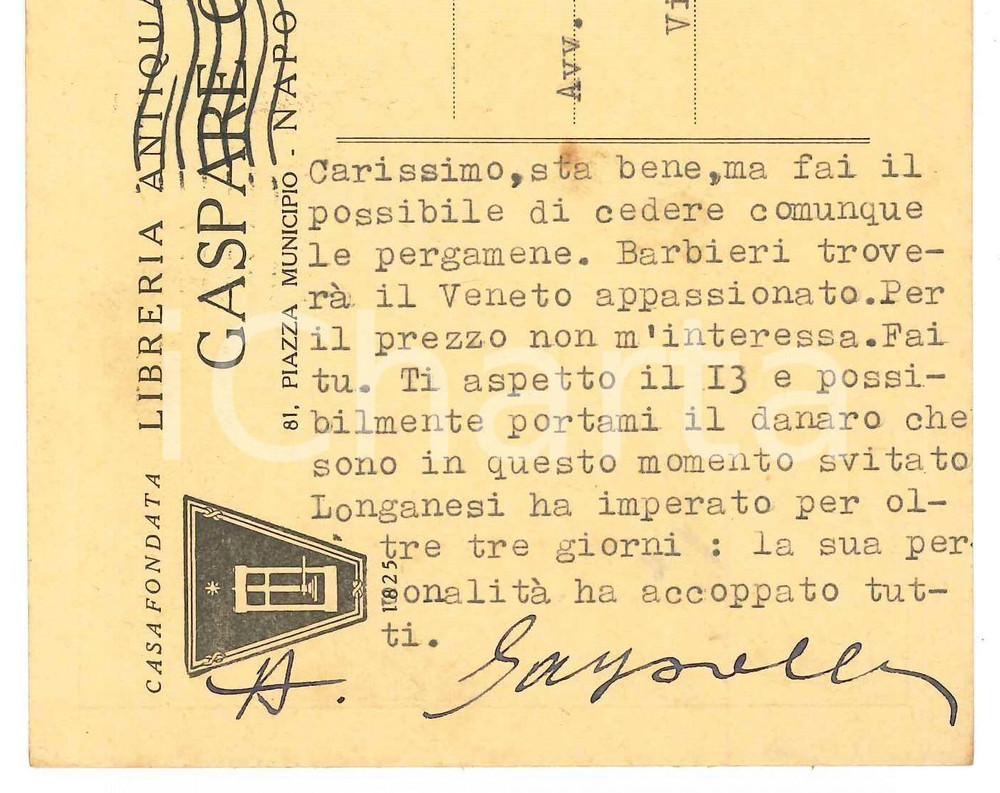 CASA FONDATA LIBRERIA ANTIQUA
GASPARE C
81, PIAZZA MUNICIPIO - NAPO
1825
Avv.
Vi
Carissimo,sta bene,ma fai il
possibile di cedere comunque
le pergamene. Barbieri trove-
rà il Veneto appassionato.Per
il prezzo non m'interessa.Fai
tu. Ti aspetto il I3 e possi-
bilmente portami il danaro che
sono in questo momento svitato
Longanesi ha imperato per ol-
tre tre giorni : la sua per
onalità ha accoppato tut-
ti.
iCharta